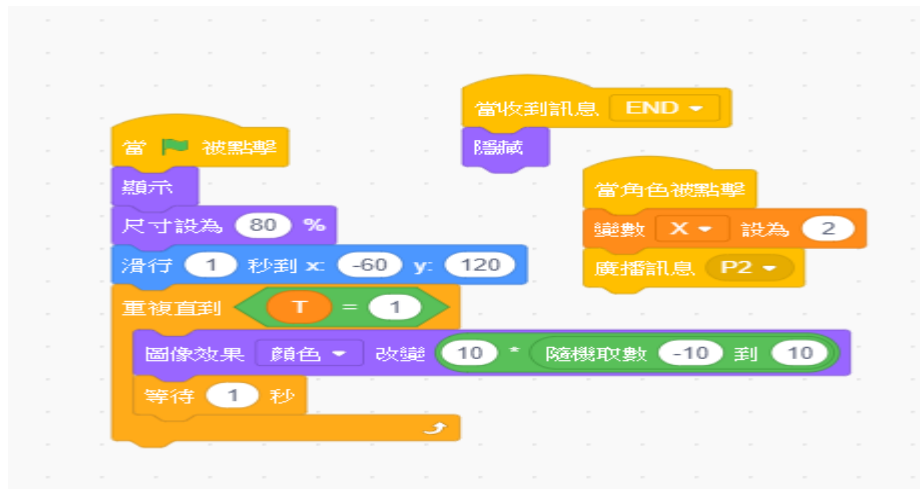 當收到訊息 END
隱藏
當 被點擊
顯示
尺寸設為 80 %
滑行 1 秒到 x: -60 y: 120
重複直到 T = 1
圖像效果 顏色 改變 10 * 隨機取數 -10 到 10
等待 1 秒
當角色被點擊
變數 X 設為 2
廣播訊息 P2